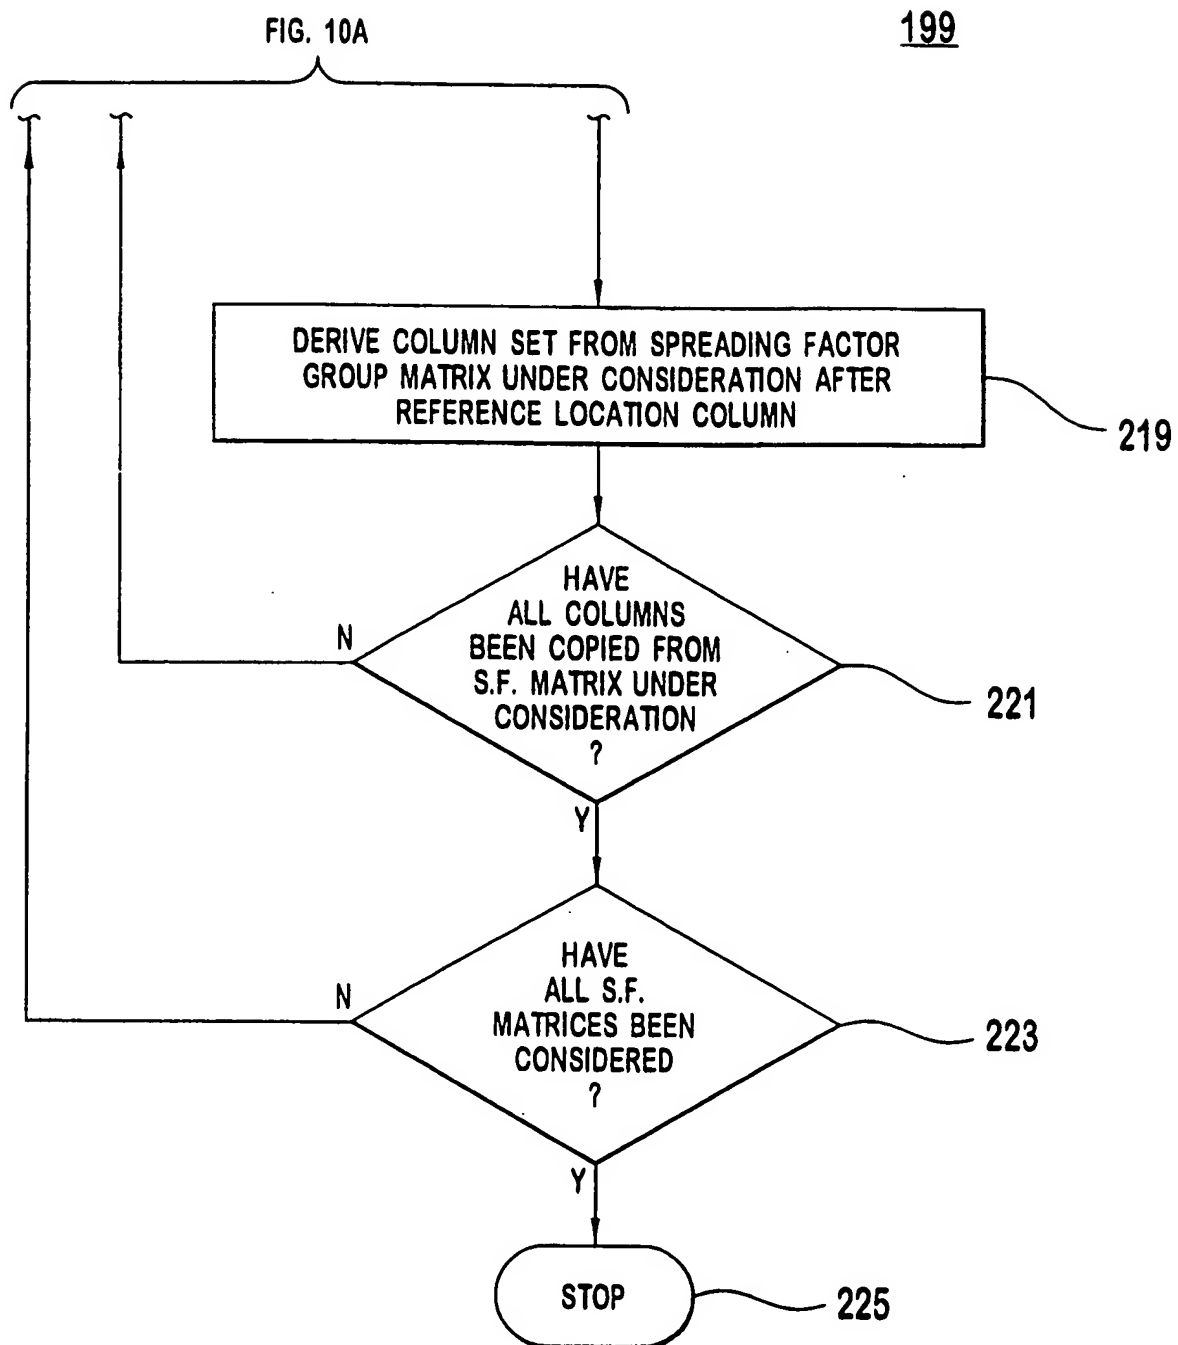 FIG. 10A
199
DERIVE COLUMN SET FROM SPREADING FACTOR
GROUP MATRIX UNDER CONSIDERATION AFTER
REFERENCE LOCATION COLUMN
219
HAVE
ALL COLUMNS
BEEN COPIED FROM
S.F. MATRIX UNDER
CONSIDERATION
?
N
221
Y
HAVE
ALL S.F.
MATRICES BEEN
CONSIDERED
?
N
223
Y
STOP
225